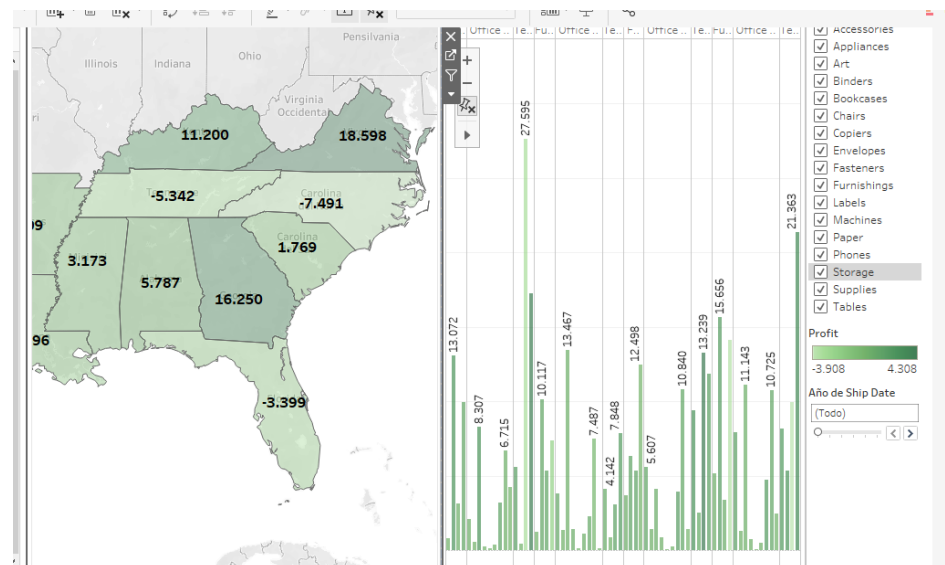 Illinois
Indiana
Ohio
Pensilvania
Virginia
Occidental
11.200
18.598
-5.342
Carolina
-7.491
Carolina
1.769
3.173
5.787
16.250
96
-3.399
Office ..
Te..
Fu..
Office ..
Te..
F..
Office ..
Te..
Fu..
Office ..
Te..
13.072
8.307
6.715
27.595
10.117
13.467
7.487
4.142
7.848
12.498
5.607
10.840
13.239
15.656
11.143
10.725
21.363
Accessories
Appliances
Art
Binders
Bookcases
Chairs
Copiers
Envelopes
Fasteners
Furnishings
Labels
Machines
Paper
Phones
Storage
Supplies
Tables
Profit
-3.908
4.308
Año de Ship Date
(Todo)